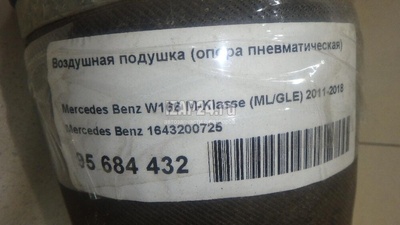 Воздушная подушка (опора пневматическая)
Mercedes Benz W166 M-Klasse (ML/GLE) 2011-2018
Mercedes Benz 1643200725
95 684 432